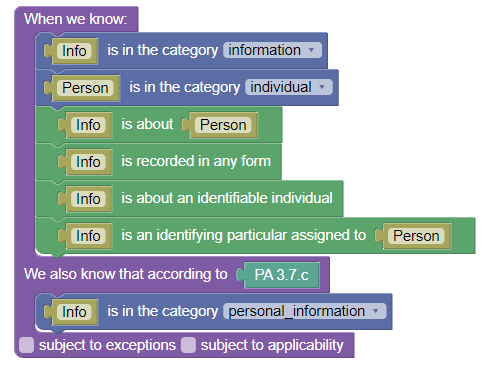 When we know:
Info is in the category information
Person is in the category individual
Info is about Person
Info is recorded in any form
Info is about an identifiable individual
Info is an identifying particular assigned to Person
We also know that according to PA 3.7.c
Info is in the category personal_information
subject to exceptions subject to applicability